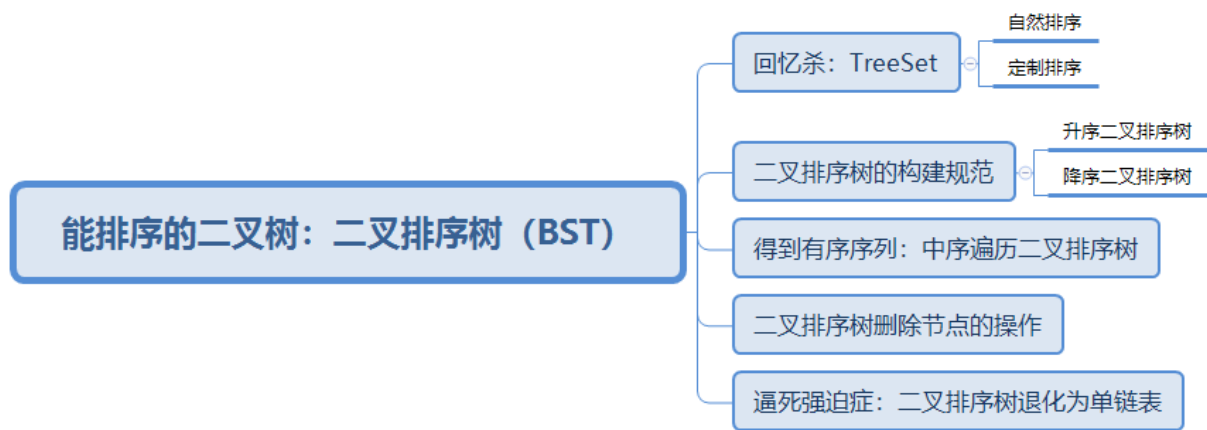 能排序的二叉树：二叉排序树（BST）
回忆杀：TreeSet
自然排序
定制排序
二叉排序树的构建规范
升序二叉排序树
降序二叉排序树
得到有序序列：中序遍历二叉排序树
二叉排序树删除节点的操作
逼死强迫症：二叉排序树退化为单链表